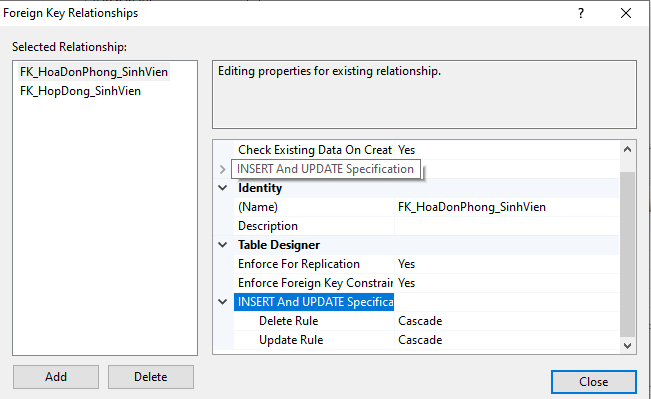 Foreign Key Relationships
?
Selected Relationship:
FK_HoaDonPhong_SinhVien
FK_HopDong_SinhVien
Editing properties for existing relationship.
Check Existing Data On Creat Yes
INSERT And UPDATE Specification
Identity
(Name) FK_HoaDonPhong_SinhVien
Description
Table Designer
Enforce For Replication Yes
Enforce Foreign Key Constrain Yes
INSERT And UPDATE Specifica
Delete Rule Cascade
Update Rule Cascade
Add
Delete
Close